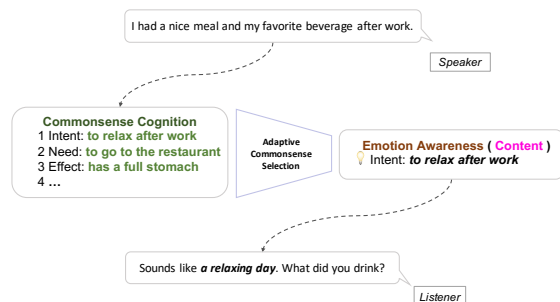 I had a nice meal and my favorite beverage after work.
Speaker
Commonsense Cognition
1 Intent: to relax after work
2 Need: to go to the restaurant
3 Effect: has a full stomach
4 ...
Adaptive
Commonsense
Selection
Emotion Awareness ( Content )
Intent: to relax after work
Sounds like a relaxing day. What did you drink?
Listener